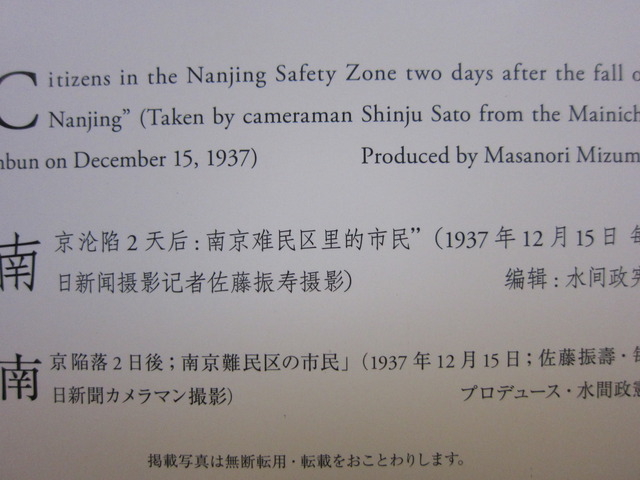 Citizens in the Nanjing Safety Zone two days after the fall o
Nanjing” (Taken by cameraman Shinju Sato from the Mainich
nbun on December 15, 1937) Produced by Masanori Mizum
南京沦陷2天后:南京难民区里的市民”（1937年12月15日 每
日新闻摄影记者佐藤振寿摄影） 编辑:水间政宪
南京陥落2日後；南京難民区の市民」（1937年12月15日；佐藤振壽・毎
日新聞カメラマン撮影） プロデュース・水間政憲
掲載写真は無断転用・転載をおことわりします。